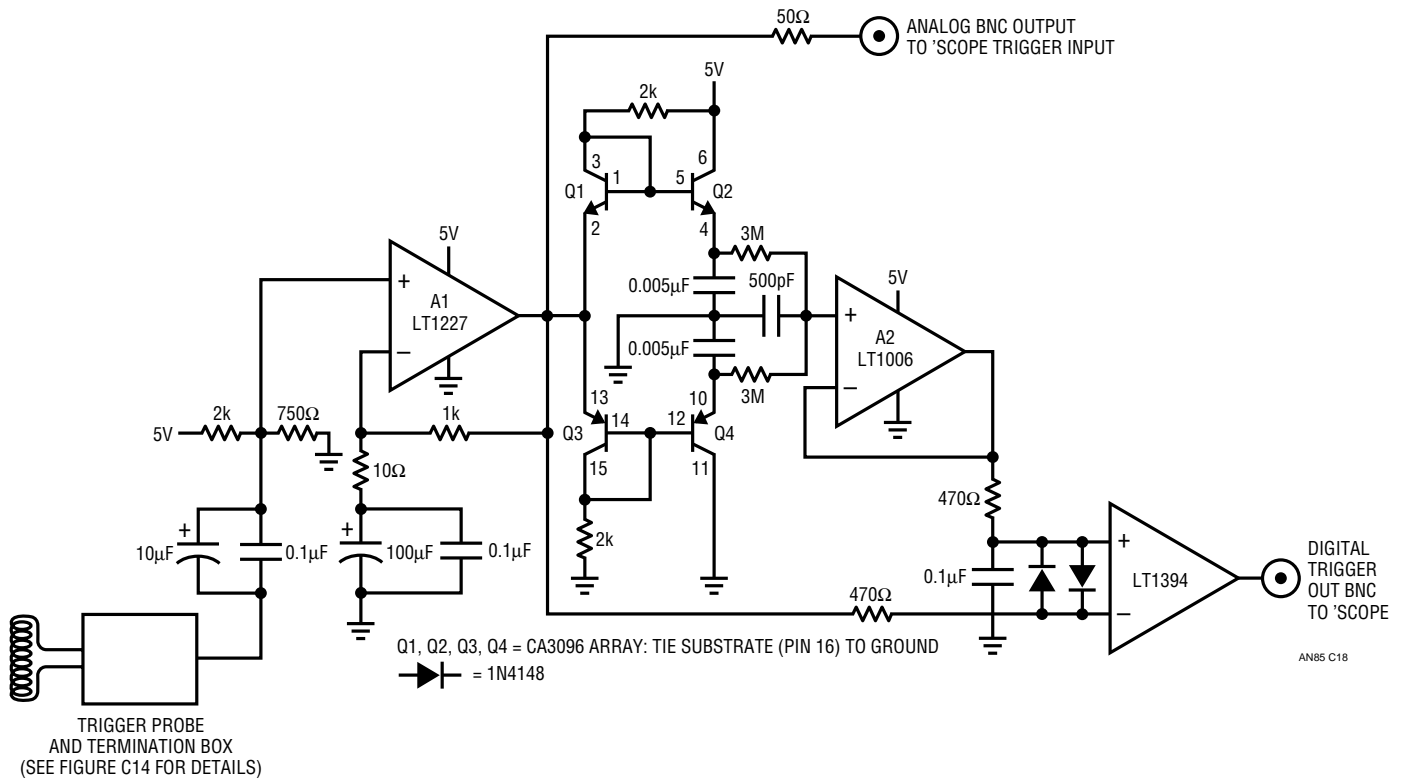 50Ω
ANALOG BNC OUTPUT
TO 'SCOPE TRIGGER INPUT
5V
2k
3
1
Q1
2
6
5
Q2
4
3M
0.005µF
500pF
0.005µF
3M
5V
+
A1
LT1227
−
5V
+
A2
LT1006
−
13
14
Q3
15
10
12
Q4
11
2k
5V
2k
750Ω
1k
10Ω
+
10µF
0.1µF
+
100µF
0.1µF
470Ω
0.1µF
470Ω
+
LT1394
−
DIGITAL
TRIGGER
OUT BNC
TO 'SCOPE
Q1, Q2, Q3, Q4 = CA3096 ARRAY: TIE SUBSTRATE (PIN 16) TO GROUND
= 1N4148
AN85 C18
TRIGGER PROBE
AND TERMINATION BOX
(SEE FIGURE C14 FOR DETAILS)